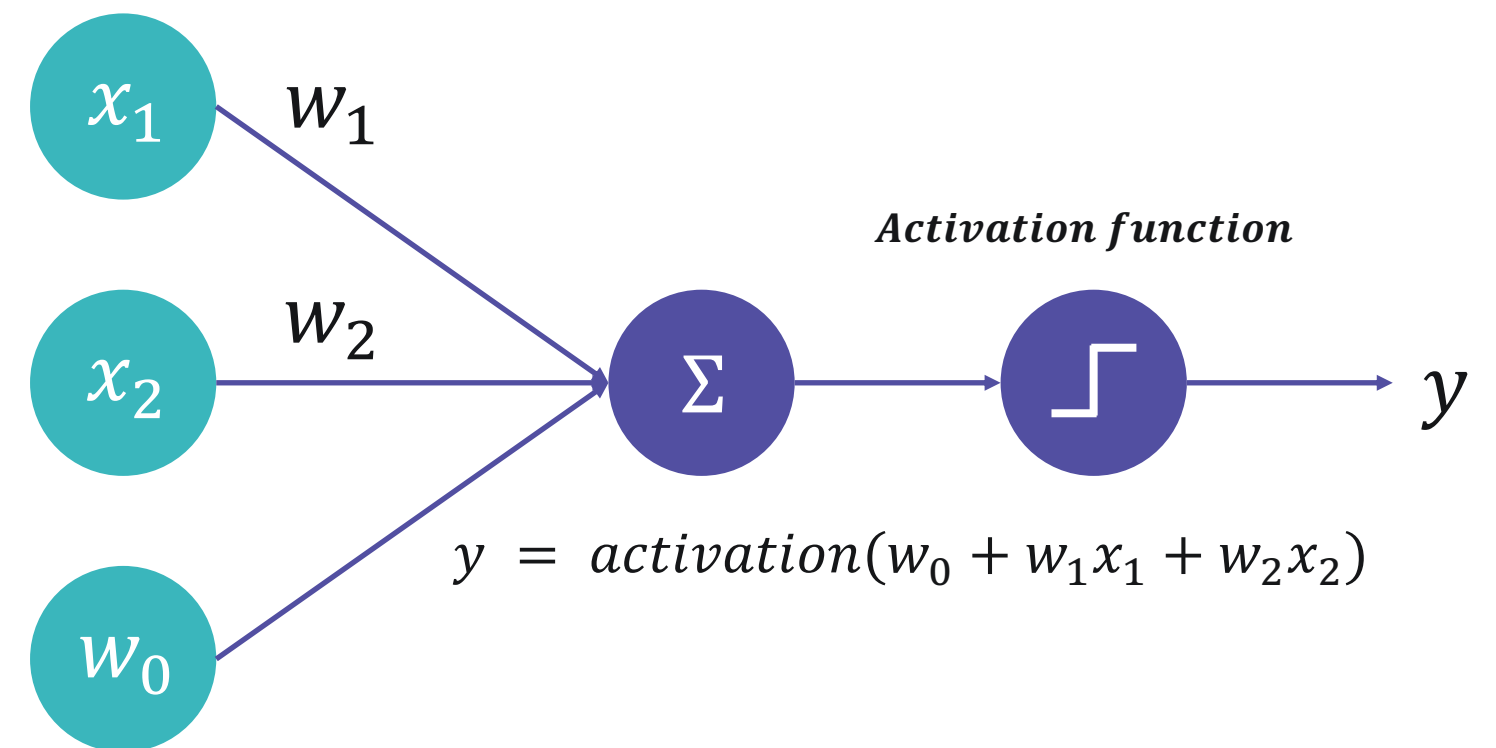 x₁
w₁
Activation function
w₂
x₂
Σ
y
y = activation(w₀ + w₁x₁ + w₂x₂)
w₀